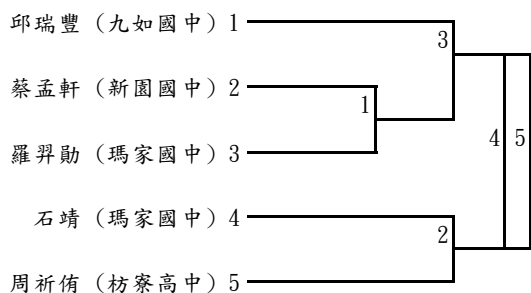 邱瑞豐（九如國中）1
3
蔡孟軒（新園國中）2
1
羅羿勛（瑪家國中）3
4 5
石靖（瑪家國中）4
2
周祈侑（枋寮高中）5